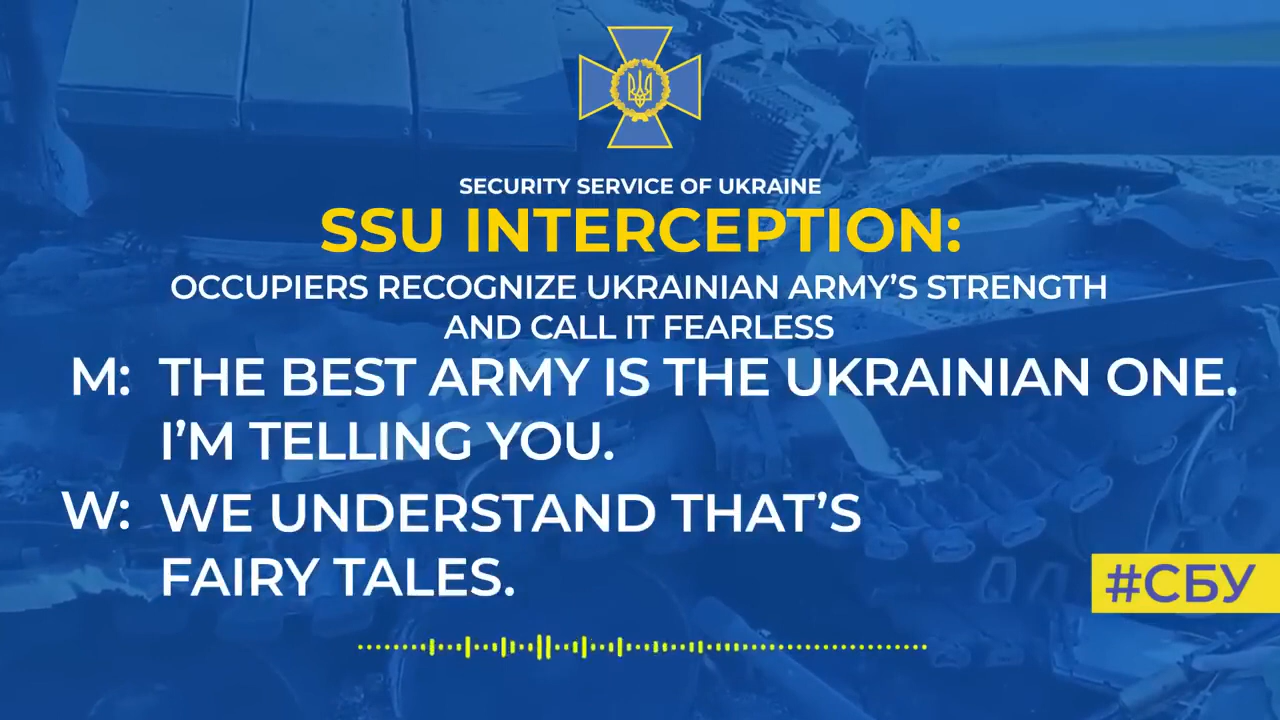 SECURITY SERVICE OF UKRAINE
SSU INTERCEPTION:
OCCUPIERS RECOGNIZE UKRAINIAN ARMY’S STRENGTH
AND CALL IT FEARLESS
M: THE BEST ARMY IS THE UKRAINIAN ONE.
I’M TELLING YOU.
W: WE UNDERSTAND THAT’S
FAIRY TALES.
#СБУ